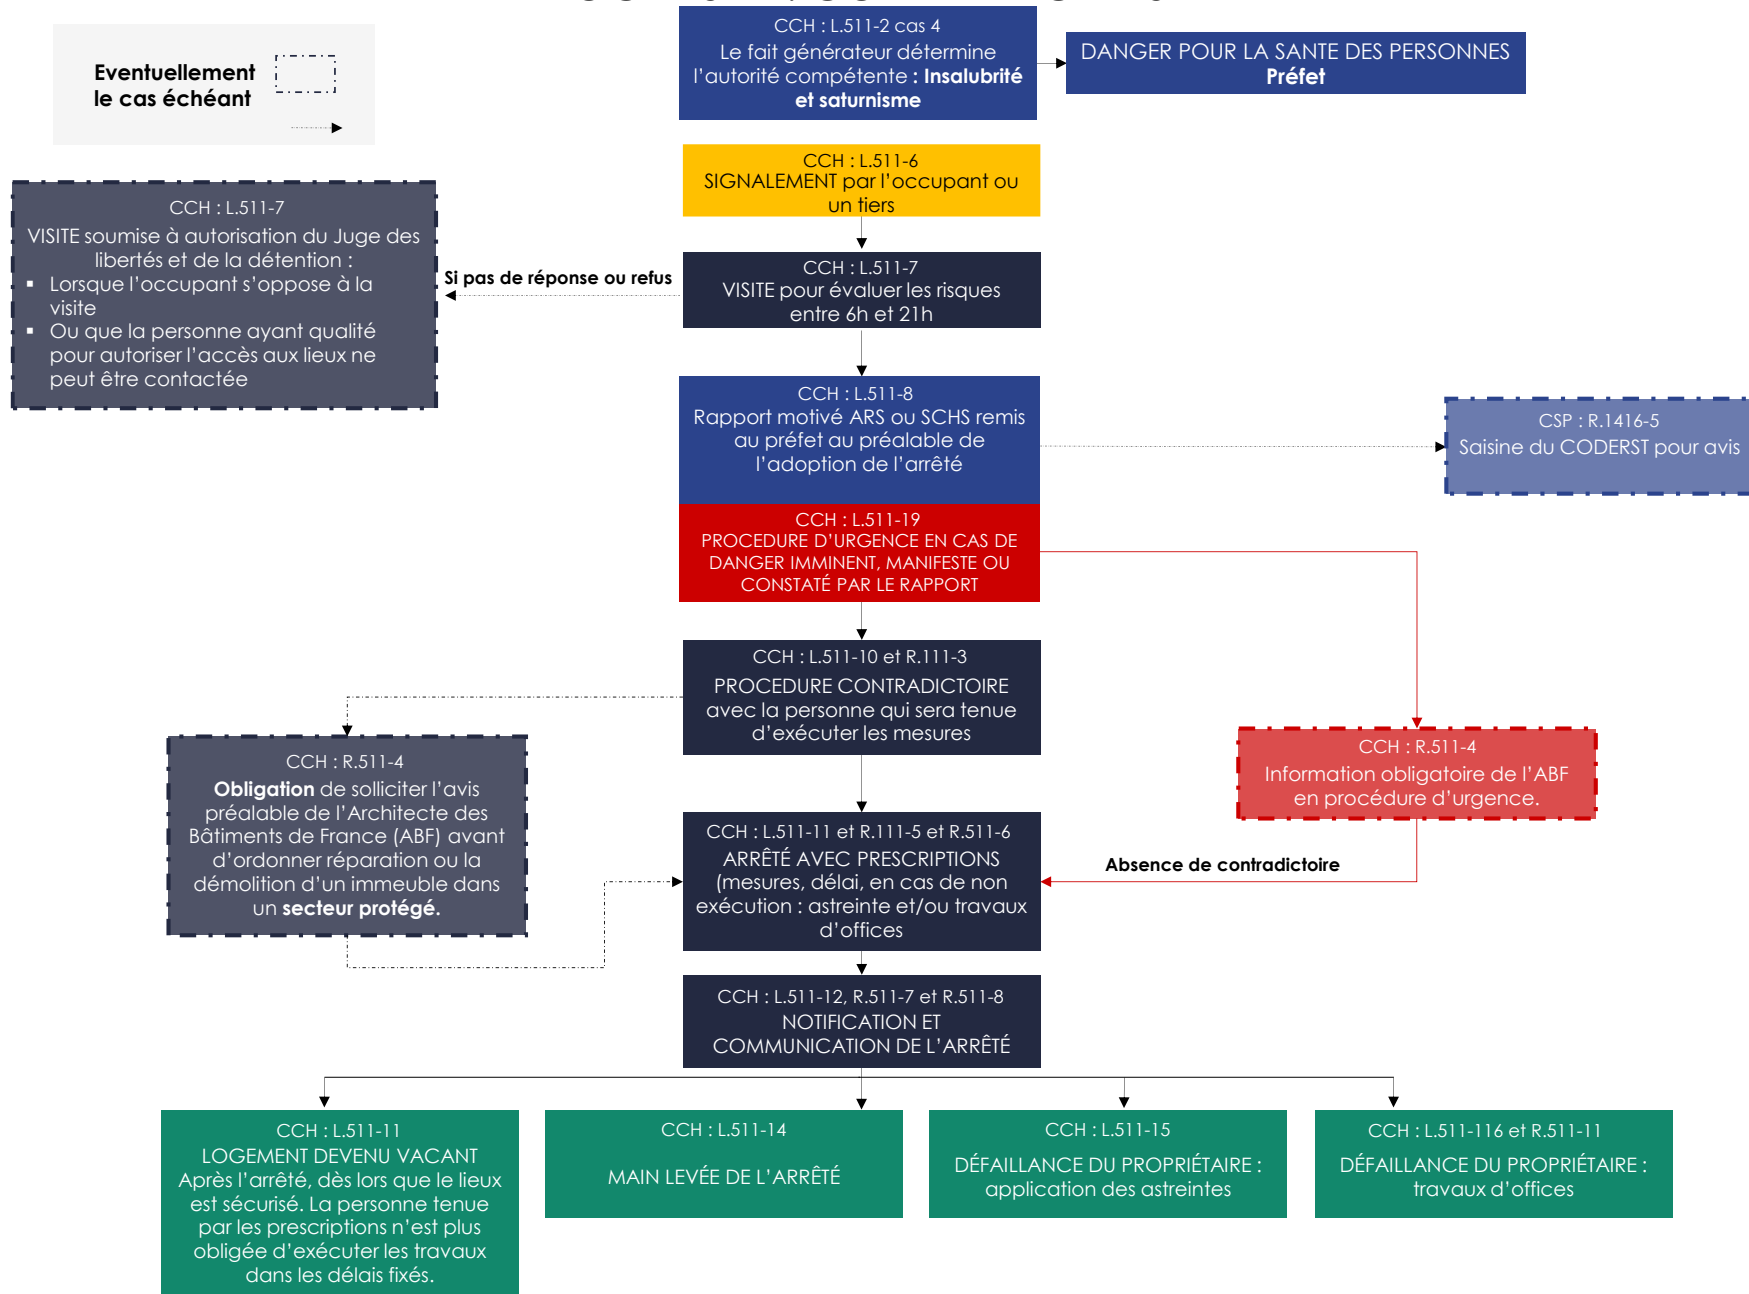 CCH : L.511-2 cas 4
Le fait générateur détermine
l'autorité compétente : Insalubrité
et saturnisme
DANGER POUR LA SANTE DES PERSONNES
Préfet
Eventuellement
le cas échéant
CCH : L.511-6
SIGNALEMENT par l'occupant ou
un tiers
CCH : L.511-7
VISITE soumise à autorisation du Juge des
libertés et de la détention :
▪ Lorsque l'occupant s'oppose à la
visite
▪ Ou que la personne ayant qualité
pour autoriser l'accès aux lieux ne
peut être contactée
Si pas de réponse ou refus
CCH : L.511-7
VISITE pour évaluer les risques
entre 6h et 21h
CCH : L.511-8
Rapport motivé ARS ou SCHS remis
au préfet au préalable de
l'adoption de l'arrêté
CSP : R.1416-5
Saisine du CODERST pour avis
CCH : L.511-19
PROCEDURE D'URGENCE EN CAS DE
DANGER IMMINENT, MANIFESTE OU
CONSTATÉ PAR LE RAPPORT
CCH : L.511-10 et R.111-3
PROCEDURE CONTRADICTOIRE
avec la personne qui sera tenue
d'exécuter les mesures
CCH : R.511-4
Obligation de solliciter l'avis
préalable de l'Architecte des
Bâtiments de France (ABF) avant
d'ordonner réparation ou la
démolition d'un immeuble dans
un secteur protégé.
CCH : R.511-4
Information obligatoire de l'ABF
en procédure d'urgence.
CCH : L.511-11 et R.111-5 et R.511-6
ARRÊTÉ AVEC PRESCRIPTIONS
(mesures, délai, en cas de non
exécution : astreinte et/ou travaux
d'offices
Absence de contradictoire
CCH : L.511-12, R.511-7 et R.511-8
NOTIFICATION ET
COMMUNICATION DE L'ARRÊTÉ
CCH : L.511-11
LOGEMENT DEVENU VACANT
Après l'arrêté, dès lors que le lieux
est sécurisé. La personne tenue
par les prescriptions n'est plus
obligée d'exécuter les travaux
dans les délais fixés.
CCH : L.511-14
MAIN LEVÉE DE L'ARRÊTÉ
CCH : L.511-15
DÉFAILLANCE DU PROPRIÉTAIRE :
application des astreintes
CCH : L.511-116 et R.511-11
DÉFAILLANCE DU PROPRIÉTAIRE :
travaux d'offices